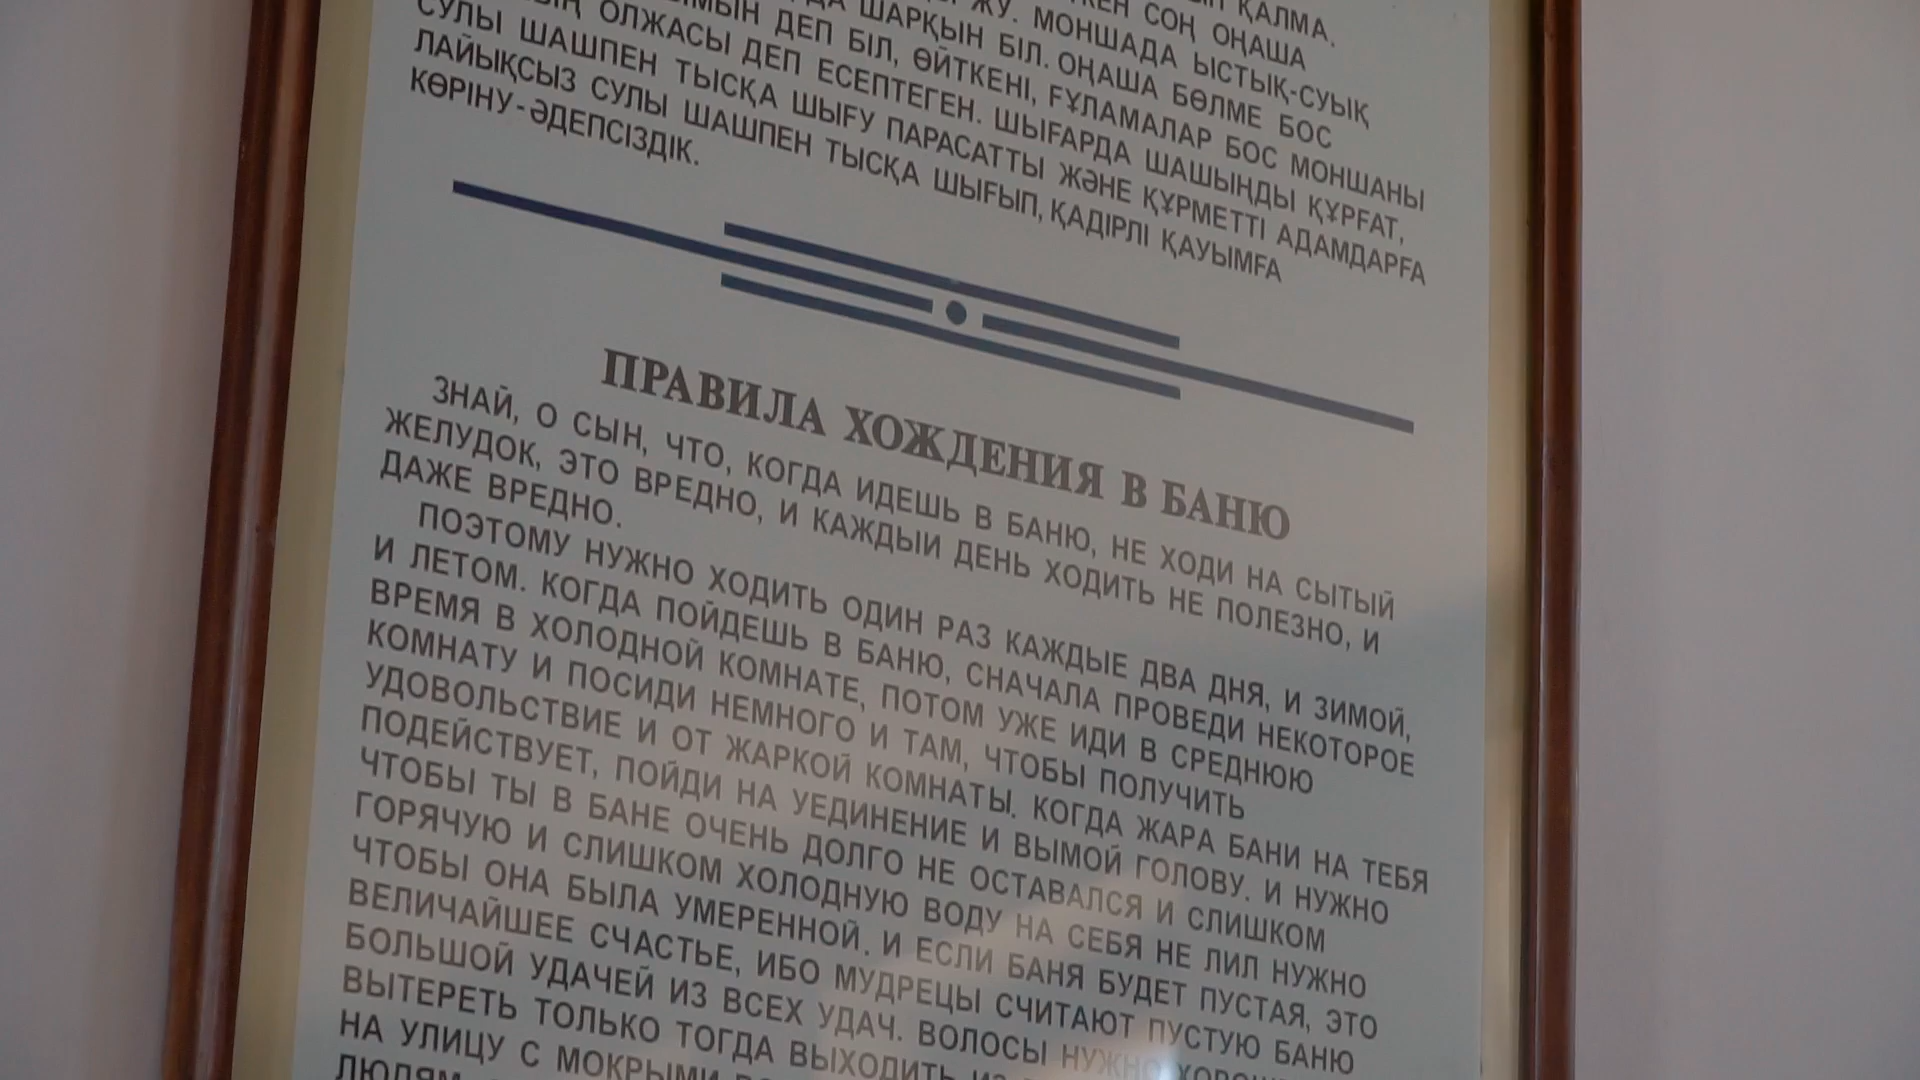 ҚАЛМА.
СОҢ ОҢАША
ЖУ. МОНШАДА ЫСТЫҚ-СУЫҚ
ШАРҚЫН БІЛ. ОҢАША БӨЛМЕ БОС
ДЕП БІЛ, ӨЙТКЕНІ, ҒҰЛАМАЛАР БОС МОНШАНЫ
ОЛЖАСЫ ДЕП ЕСЕПТЕГЕН. ШЫҒАРДА ШАШЫҢДЫ ҚҰРҒАТ,
СУЛЫ ШАШПЕН ТЫСҚА ШЫҒУ ПАРАСАТТЫ ЖӘНЕ ҚҰРМЕТТІ АДАМДАРҒА
ЛАЙЫҚСЫЗ СУЛЫ ШАШПЕН ТЫСҚА ШЫҒЫП, ҚАДІРЛІ ҚАУЫМҒА
КӨРІНУ-ӘДЕПСІЗДІК.
ПРАВИЛА ХОЖДЕНИЯ В БАНЮ
ЗНАЙ, О СЫН, ЧТО, КОГДА ИДЕШЬ В БАНЮ, НЕ ХОДИ НА СЫТЫЙ
ЖЕЛУДОК, ЭТО ВРЕДНО, И КАЖДЫИ ДЕНЬ ХОДИТЬ НЕ ПОЛЕЗНО, И
ДАЖЕ ВРЕДНО.
ПОЭТОМУ НУЖНО ХОДИТЬ ОДИН РАЗ КАЖДЫЕ ДВА ДНЯ, И ЗИМОЙ,
И ЛЕТОМ. КОГДА ПОЙДЕШЬ В БАНЮ, СНАЧАЛА ПРОВЕДИ НЕКОТОРОЕ
ВРЕМЯ В ХОЛОДНОЙ КОМНАТЕ, ПОТОМ УЖЕ ИДИ В СРЕДНЮЮ
КОМНАТУ И ПОСИДИ НЕМНОГО И ТАМ, ЧТОБЫ ПОЛУЧИТЬ
УДОВОЛЬСТВИЕ И ОТ ЖАРКОЙ КОМНАТЫ. КОГДА ЖАРА БАНИ НА ТЕБЯ
ПОДЕЙСТВУЕТ, ПОЙДИ НА УЕДИНЕНИЕ И ВЫМОЙ ГОЛОВУ. И НУЖНО
ЧТОБЫ ТЫ В БАНЕ ОЧЕНЬ ДОЛГО НЕ ОСТАВАЛСЯ И СЛИШКОМ
ГОРЯЧУЮ И СЛИШКОМ ХОЛОДНУЮ ВОДУ НА СЕБЯ НЕ ЛИЛ НУЖНО
ЧТОБЫ ОНА БЫЛА УМЕРЕННОЙ. И ЕСЛИ БАНЯ БУДЕТ ПУСТАЯ, ЭТО
ВЕЛИЧАЙШЕЕ СЧАСТЬЕ, ИБО МУДРЕЦЫ СЧИТАЮТ ПУСТУЮ БАНЮ
БОЛЬШОЙ УДАЧЕЙ ИЗ ВСЕХ УДАЧ. ВОЛОСЫ НУЖНО
ВЫТЕРЕТЬ ТОЛЬКО ТОГДА ВЫХОДИТЬ
НА УЛИЦУ С МОКРЫМИ
ЛЮДЯМ